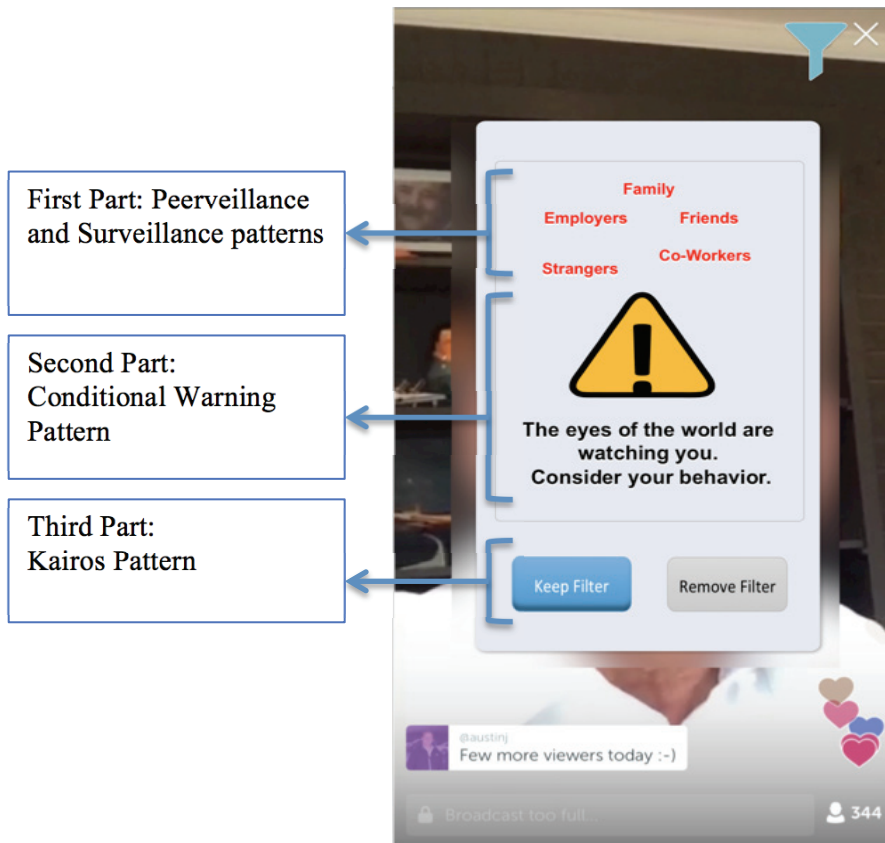 First Part: Peerveillance
and Surveillance patterns
Second Part:
Conditional Warning
Pattern
Third Part:
Kairos Pattern
Family
Employers Friends
Co-Workers
Strangers
The eyes of the world are
watching you.
Consider your behavior.
Keep Filter Remove Filter
@austinj
Few more viewers today :-)
Broadcast too full...
344